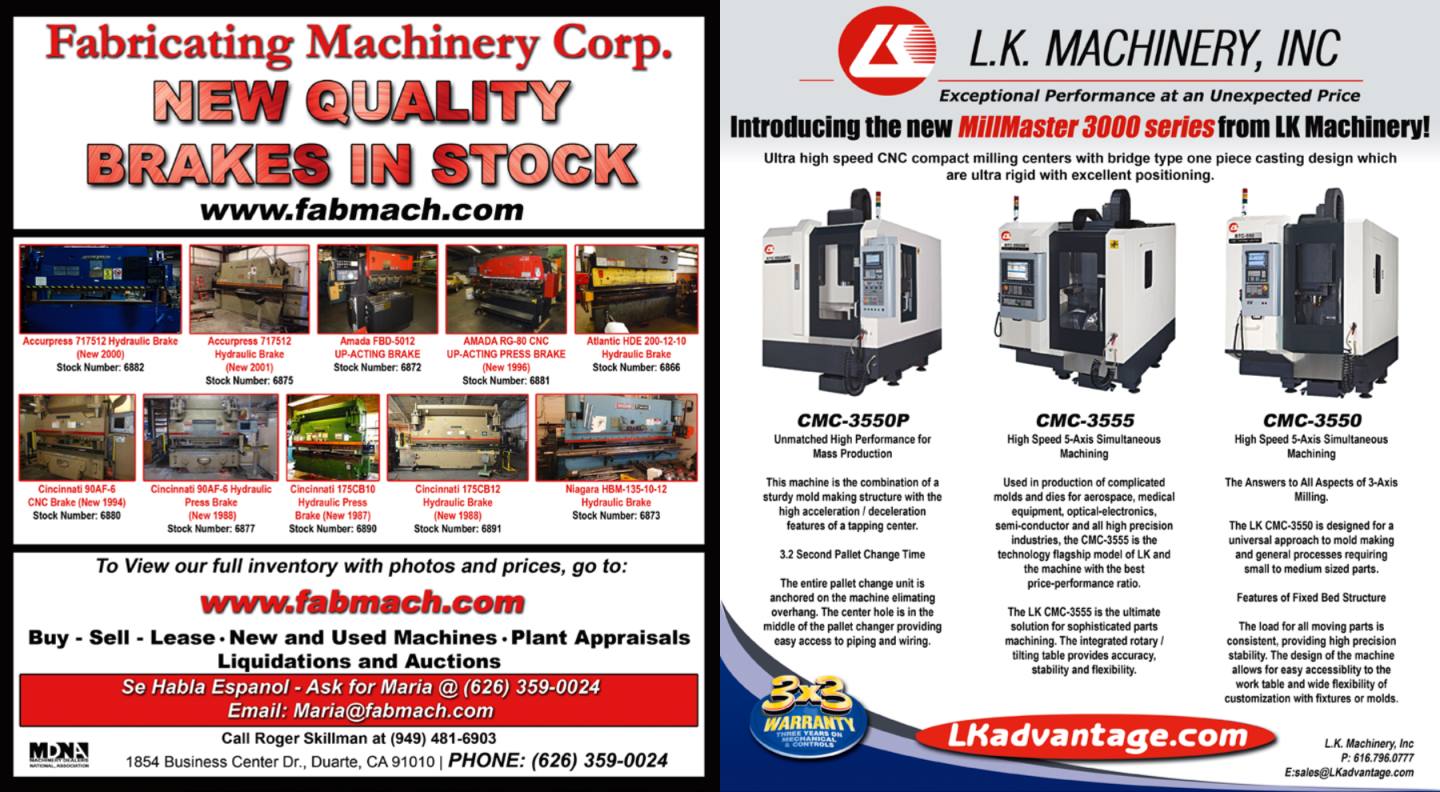 Fabricating Machinery Corp.
NEW QUALITY
BRAKES IN STOCK
www.fabmach.com
Accurpress 717512 Hydraulic Brake
(New 2000)
Stock Number: 6882
Accurpress 717512
Hydraulic Brake
(New 2001)
Stock Number: 6875
Amada FBD-5012
UP-ACTING BRAKE
Stock Number: 6872
AMADA RG-80 CNC
UP-ACTING PRESS BRAKE
(New 1996)
Stock Number: 6881
Atlantic HDE 200-12-10
Hydraulic Brake
Stock Number: 6866
Cincinnati 90AF-6
CNC Brake (New 1994)
Stock Number: 6880
Cincinnati 90AF-6 Hydraulic
Press Brake
(New 1988)
Stock Number: 6877
Cincinnati 175CB10
Hydraulic Press
Brake (New 1987)
Stock Number: 6890
Cincinnati 175CB12
Hydraulic Brake
(New 1988)
Stock Number: 6891
Niagara HBM-135-10-12
Hydraulic Brake
Stock Number: 6873
To View our full inventory with photos and prices, go to:
www.fabmach.com
Buy - Sell - Lease • New and Used Machines • Plant Appraisals
Liquidations and Auctions
Se Habla Espanol - Ask for Maria @ (626) 359-0024
Email: Maria@fabmach.com
Call Roger Skillman at (949) 481-6903
MDNA
MACHINERY DEALERS
NATIONAL ASSOCIATION
1854 Business Center Dr., Duarte, CA 91010 | PHONE: (626) 359-0024
L.K. MACHINERY, INC
Exceptional Performance at an Unexpected Price
Introducing the new MillMaster 3000 series from LK Machinery!
Ultra high speed CNC compact milling centers with bridge type one piece casting design which
are ultra rigid with excellent positioning.
CMC-3550P
Unmatched High Performance for
Mass Production
This machine is the combination of a
sturdy mold making structure with the
high acceleration / deceleration
features of a tapping center.
3.2 Second Pallet Change Time
The entire pallet change unit is
anchored on the machine elimating
overhang. The center hole is in the
middle of the pallet changer providing
easy access to piping and wiring.
CMC-3555
High Speed 5-Axis Simultaneous
Machining
Used in production of complicated
molds and dies for aerospace, medical
equipment, optical-electronics,
semi-conductor and all high precision
industries, the CMC-3555 is the
technology flagship model of LK and
the machine with the best
price-performance ratio.
The LK CMC-3555 is the ultimate
solution for sophisticated parts
machining. The integrated rotary /
tilting table provides accuracy,
stability and flexibility.
CMC-3550
High Speed 5-Axis Simultaneous
Machining
The Answers to All Aspects of 3-Axis
Milling.
The LK CMC-3550 is designed for a
universal approach to mold making
and general processes requiring
small to medium sized parts.
Features of Fixed Bed Structure
The load for all moving parts is
consistent, providing high precision
stability. The design of the machine
allows for easy accessiblity to the
work table and wide flexibility of
customization with fixtures or molds.
3x3
WARRANTY
THREE YEARS ON
MECHANICAL
& CONTROLS
LKadvantage.com
L.K. Machinery, Inc
P: 616.796.0777
E:sales@LKadvantage.com